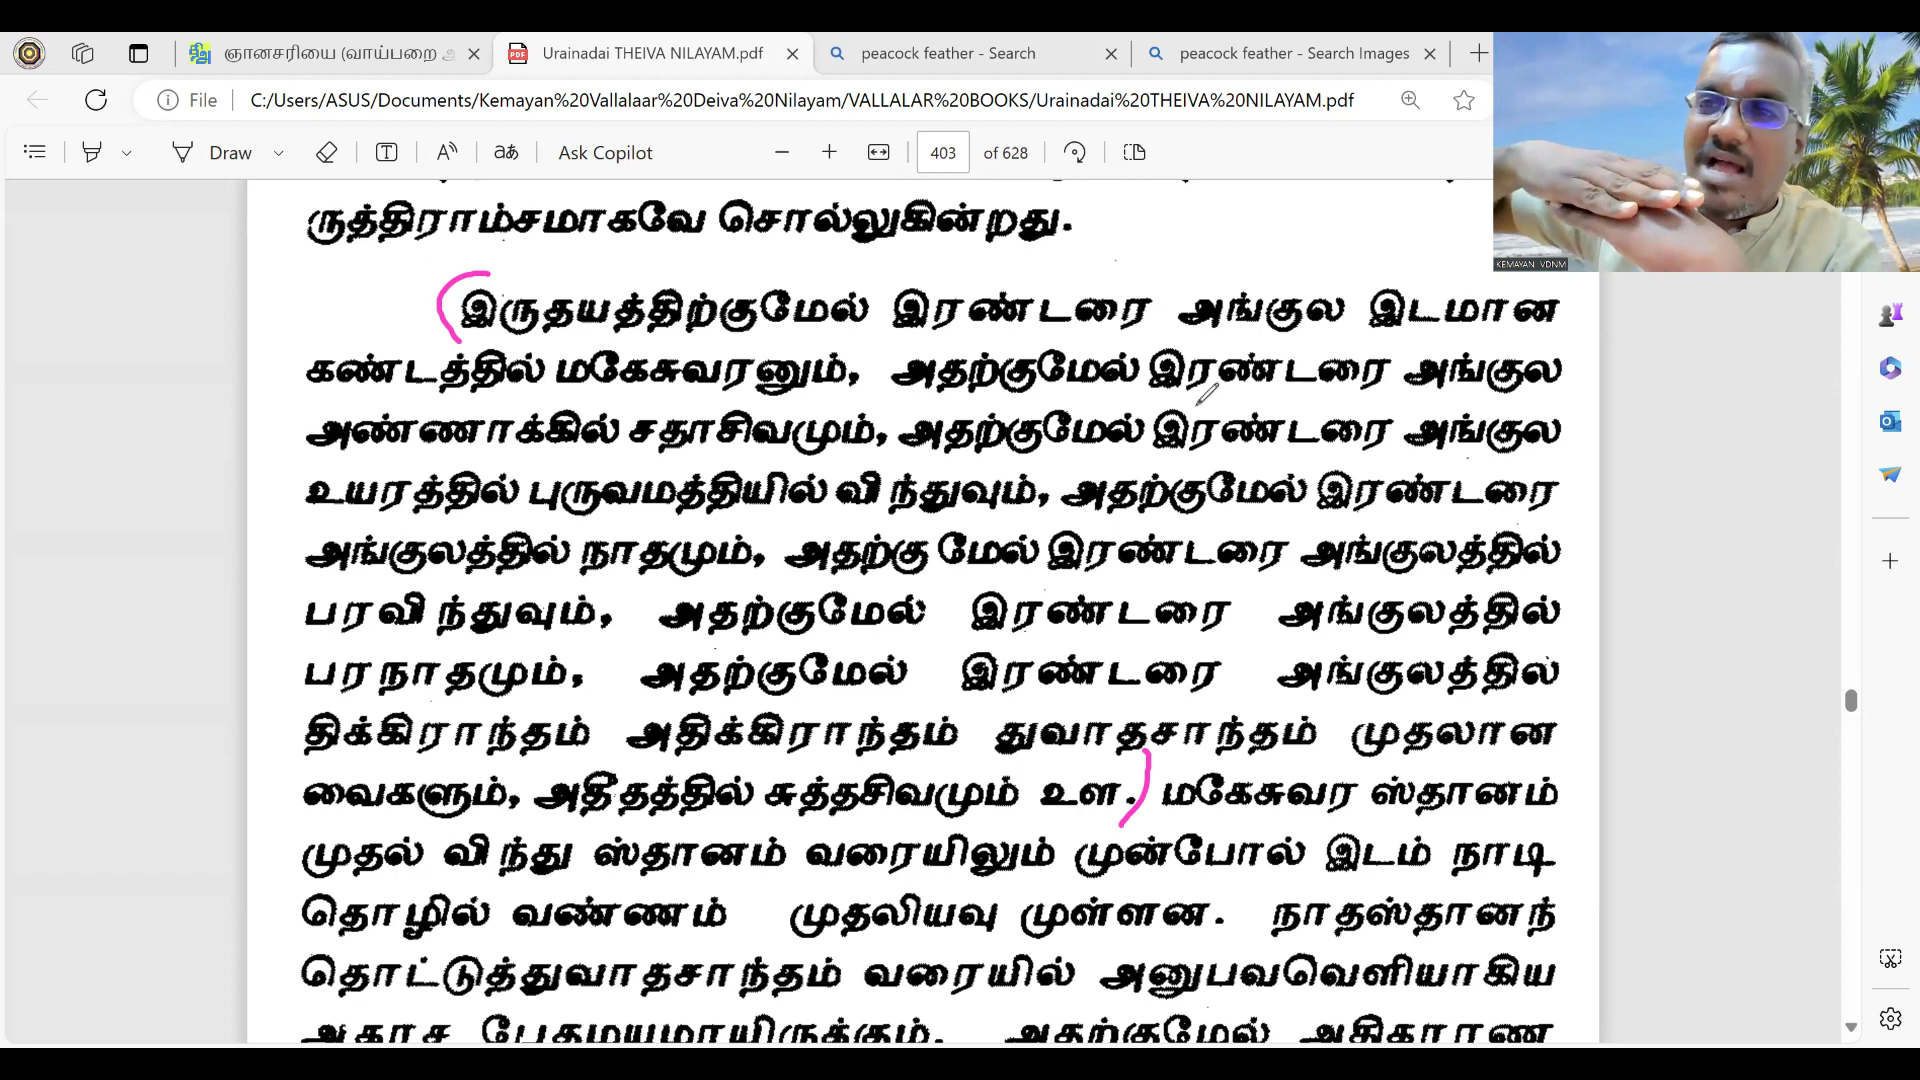 ஞானசரியை (வாய்பறை
Urainadai THEIVA NILAYAM.pdf
peacock feather - Search
peacock feather - Search Images
File
C:/Users/ASUS/Documents/Kemayan%20Vallalaar%20Deiva%20Nilayam/VALLALAR%20BOOKS/Urainadai%20THEIVA%20NILAYAM.pdf
Draw
Ask Copilot
403 of 628
KEMAYAN VDNM
ருத்திராம்சமாகவே சொல்லுகின்றது.
இருதயத்திற்குமேல் இரண்டரை அங்குல இடமான
கண்டத்தில் மகேசுவரனும், அதற்குமேல் இரண்டரை அங்குல
அண்ணாக்கில் சதாசிவமும், அதற்குமேல் இரண்டரை அங்குல
உயரத்தில் புருவமத்தியில் விந்துவும், அதற்குமேல் இரண்டரை
அங்குலத்தில் நாதமும், அதற்கு மேல் இரண்டரை அங்குலத்தில்
பரவிந்துவும், அதற்குமேல் இரண்டரை அங்குலத்தில்
பரநாதமும், அதற்குமேல் இரண்டரை அங்குலத்தில்
திக்கிராந்தம் அதிக்கிராந்தம் துவாதசாந்தம் முதலான
வைகளும், அதீதத்தில் சுத்தசிவமும் உள. மகேசுவர ஸ்தானம்
முதல் விந்து ஸ்தானம் வரையிலும் முன்போல் இடம் நாடி
தொழில் வண்ணம் முதலியவு முள்ளன. நாதஸ்தானந்
தொட்டுத்துவாதசாந்தம் வரையில் அனுபவவெளியாகிய
அகாச பேதமயமாயிருக்கும். அதற்குமேல் அதிகாரண